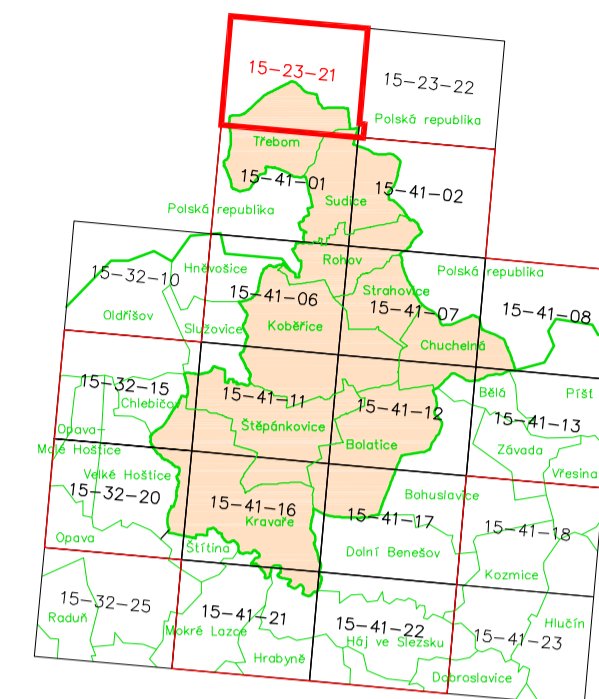 15-23-21
15-23-22
Polská republika
Třebom
15-41-01
15-41-02
Sudice
Polská republika
Rohov
Polská republika
Hněvošice
15-32-10
15-41-06
Strahovice
15-41-07
15-41-08
Oldřišov
Služovice
Kobeřice
Chuchelná
15-32-15
15-41-11
15-41-12
Bělá
Píšť
Chlebičov
15-41-13
Opava-
Štěpánkovice
Bolatice
Závada
Malé Hoštice
Velké Hoštice
Vřesina
15-32-20
15-41-16
Bohuslavice
Kravaře
15-41-17
15-41-18
Opava
Štítina
Dolní Benešov
Kozmice
15-32-25
15-41-21
15-41-22
Hlučín
Raduň
Mokré Lazce
Háj ve Slezsku
15-41-23
Hrabyně
Dobroslavice